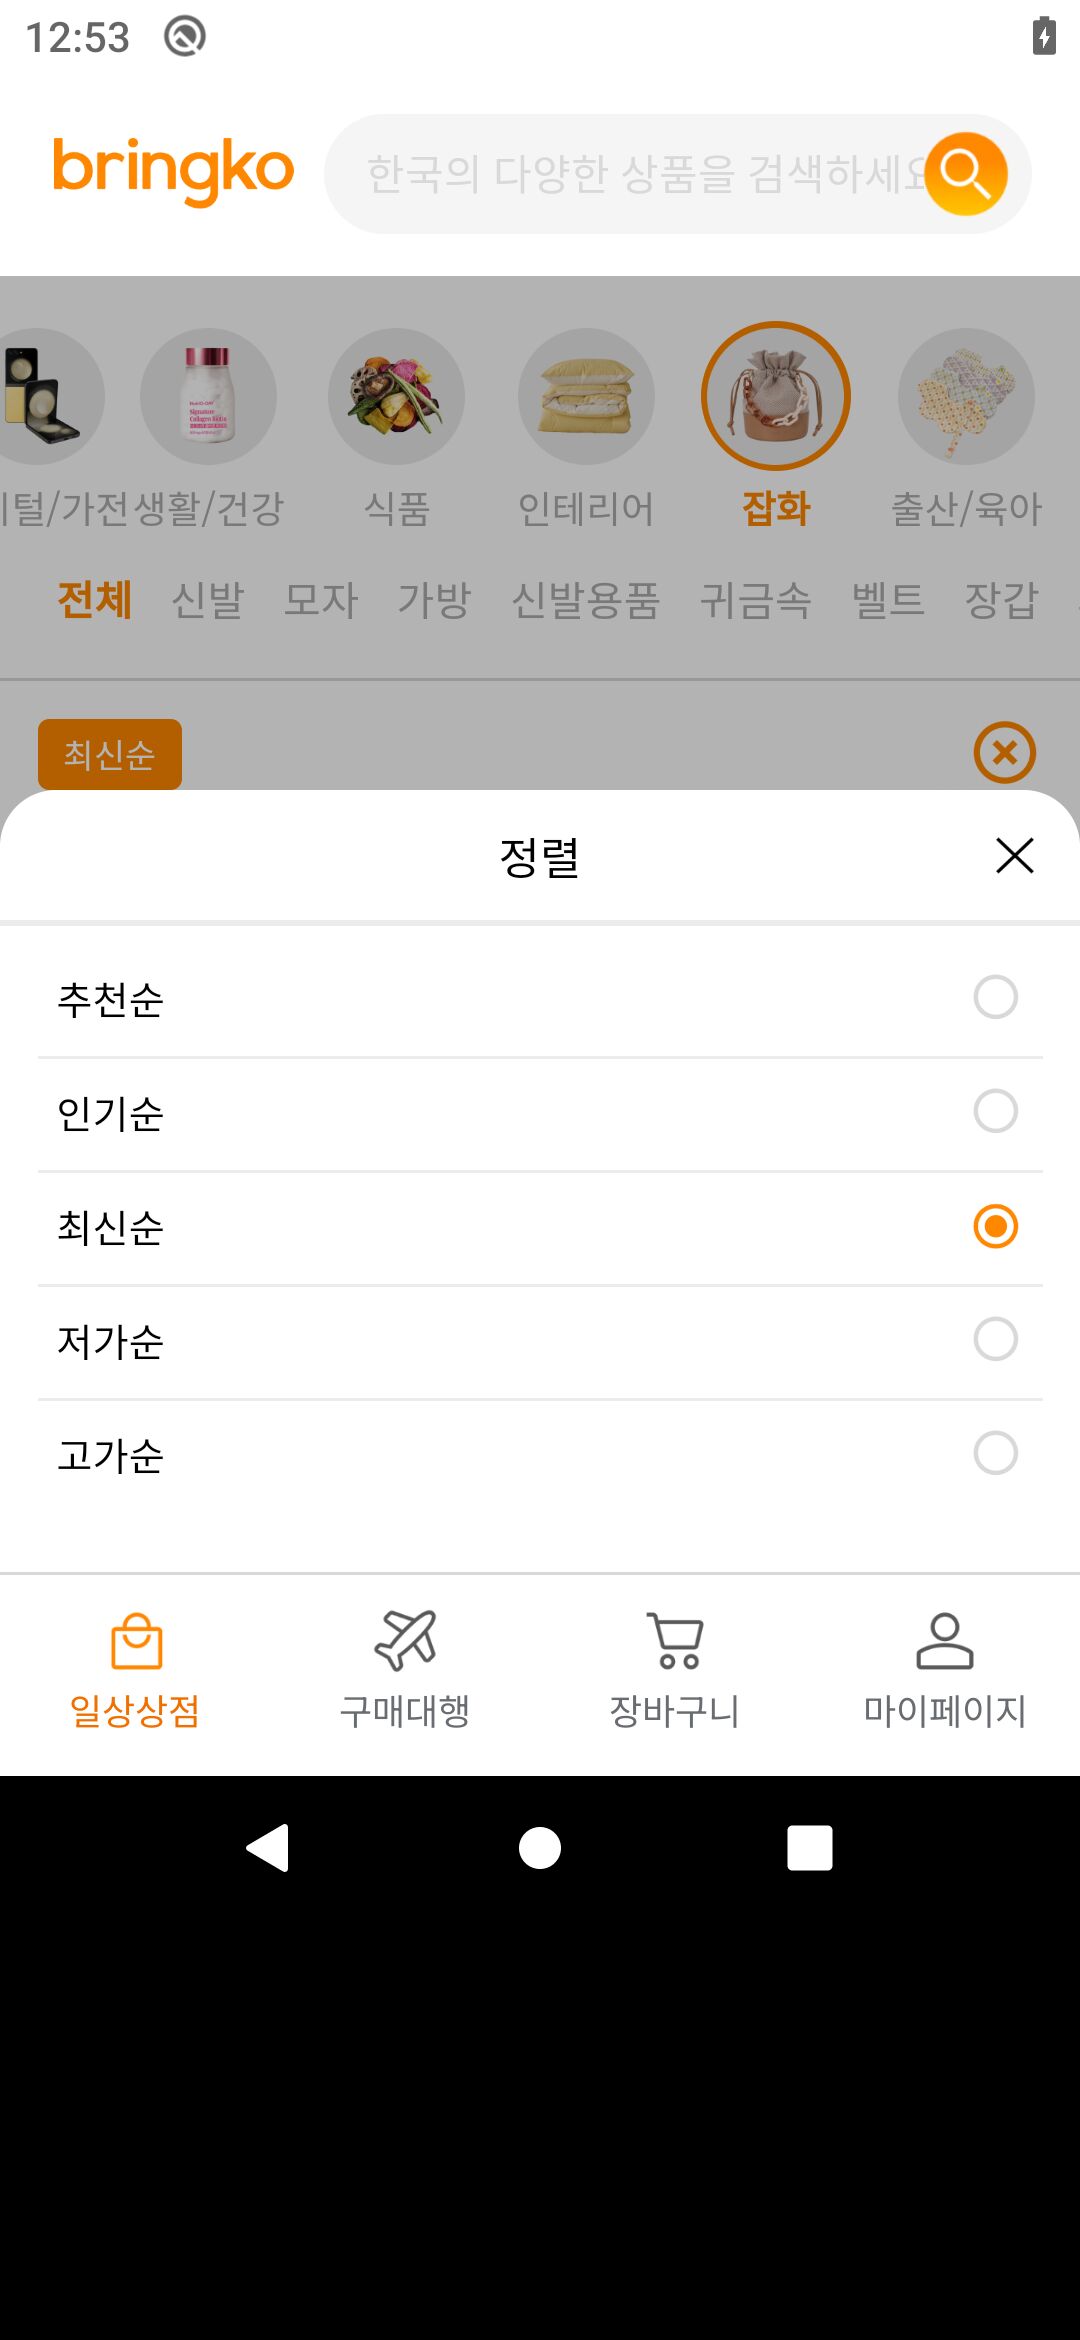 12:53
bringko
한국의 다양한 상품을 검색하세요
털/가전 생활/건강 식품 인테리어 잡화 출산/육아
전체 신발 모자 가방 신발용품 귀금속 벨트 장갑
최신순
정렬
추천순
인기순
최신순
저가순
고가순
일상상점 구매대행 장바구니 마이페이지